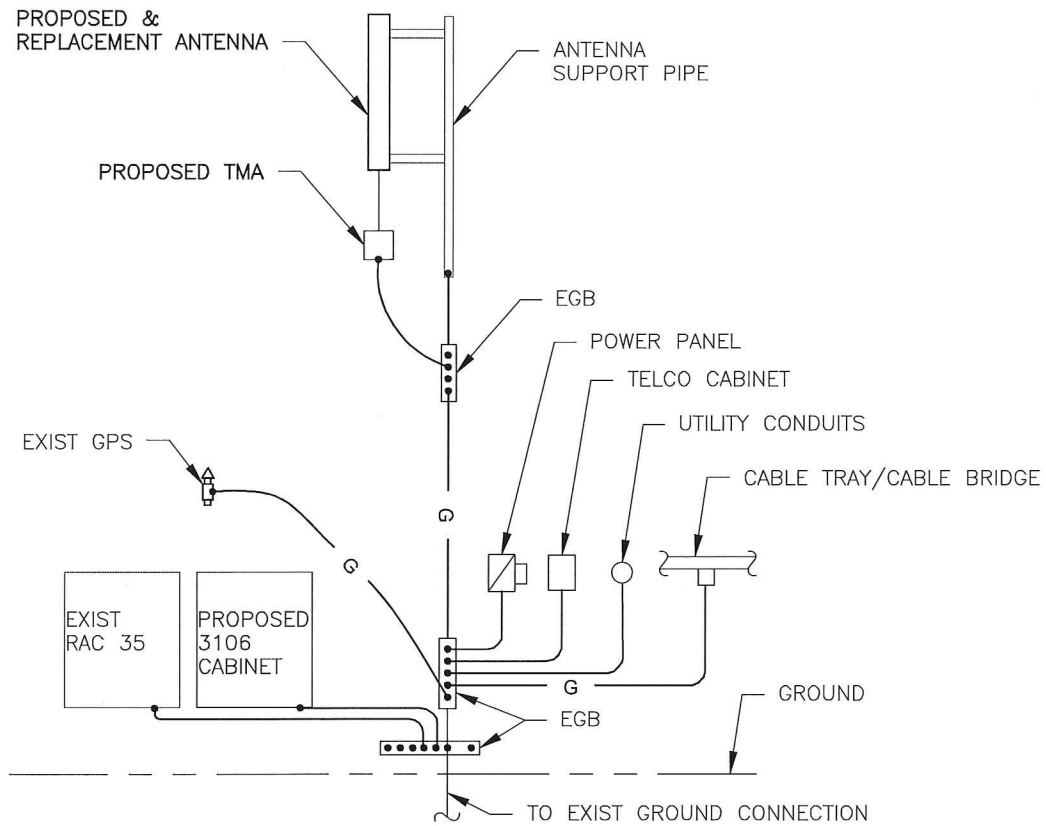 PROPOSED &
REPLACEMENT ANTENNA
ANTENNA
SUPPORT PIPE
PROPOSED TMA
EGB
POWER PANEL
TELCO CABINET
UTILITY CONDUITS
EXIST GPS
CABLE TRAY/CABLE BRIDGE
G
G
EXIST
RAC 35
PROPOSED
3106
CABINET
G
GROUND
EGB
TO EXIST GROUND CONNECTION